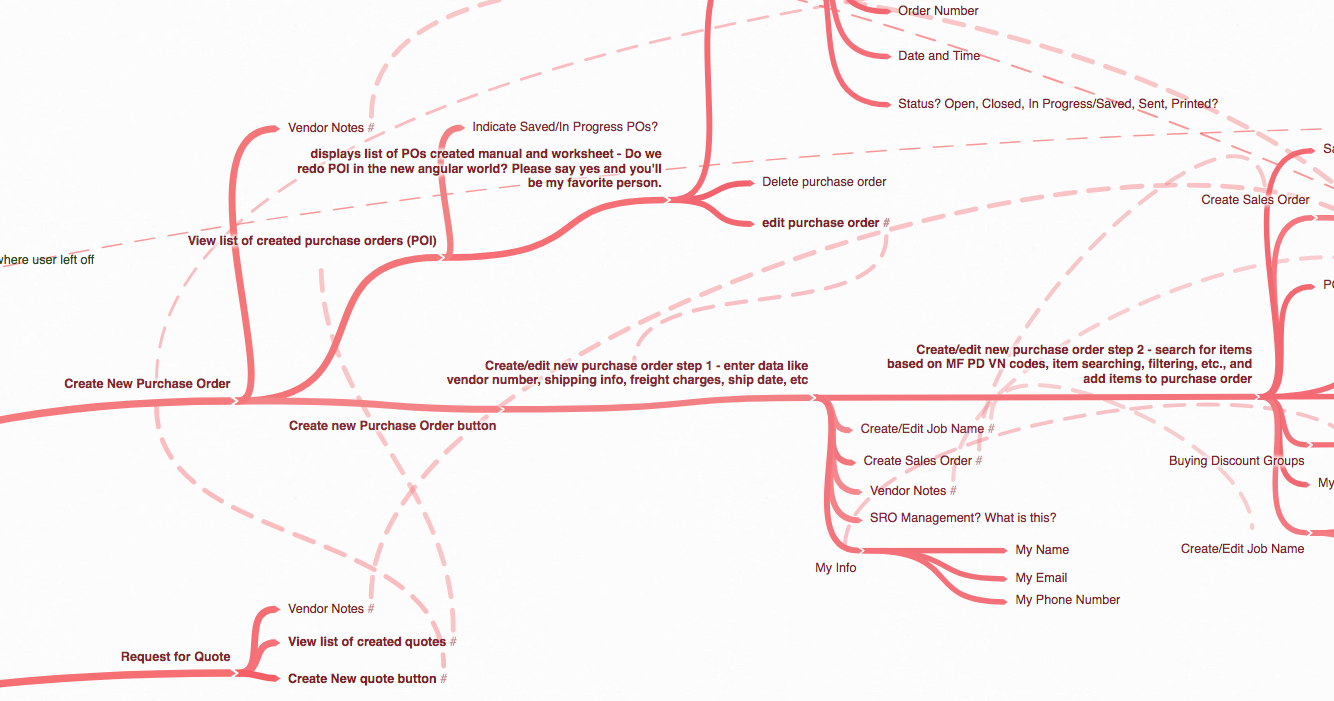 Order Number
Date and Time
Status? Open, Closed, In Progress/Saved, Sent, Printed?
Vendor Notes #
Indicate Saved/In Progress POs?
displays list of POs created manual and worksheet - Do we
redo POI in the new angular world? Please say yes and you'll
be my favorite person.
Delete purchase order
edit purchase order #
View list of created purchase orders (POI)
where user left off
Create Sales Order
Create/edit new purchase order step 1 - enter data like
vendor number, shipping info, freight charges, ship date, etc
Create/edit new purchase order step 2 - search for items
based on MF PD VN codes, item searching, filtering, etc., and
add items to purchase order
Create New Purchase Order
Create new Purchase Order button
Create/Edit Job Name #
Create Sales Order #
Vendor Notes #
SRO Management? What is this?
My Info
My Name
My Email
My Phone Number
Buying Discount Groups
My
Create/Edit Job Name
Vendor Notes #
View list of created quotes #
Request for Quote
Create New quote button #